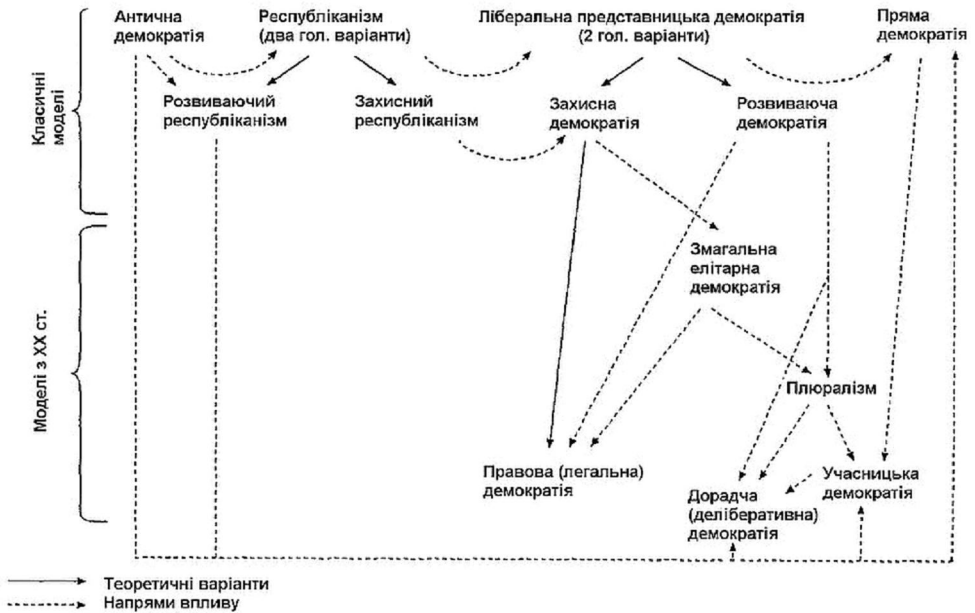 Антична
демократія
Республіканізм
(два гол. варіанти)
Ліберальна представницька демократія
(2 гол. варіанти)
Пряма
демократія
Розвиваючий
республіканізм
Захисний
республіканізм
Захисна
демократія
Розвиваюча
демократія
Класичні
моделі
Змагальна
елітарна
демократія
Моделі з XX ст.
Плюралізм
Правова (легальна)
демократія
Дорадча
(деліберативна)
демократія
Учасницька
демократія
Теоретичні варіанти
Напрями впливу